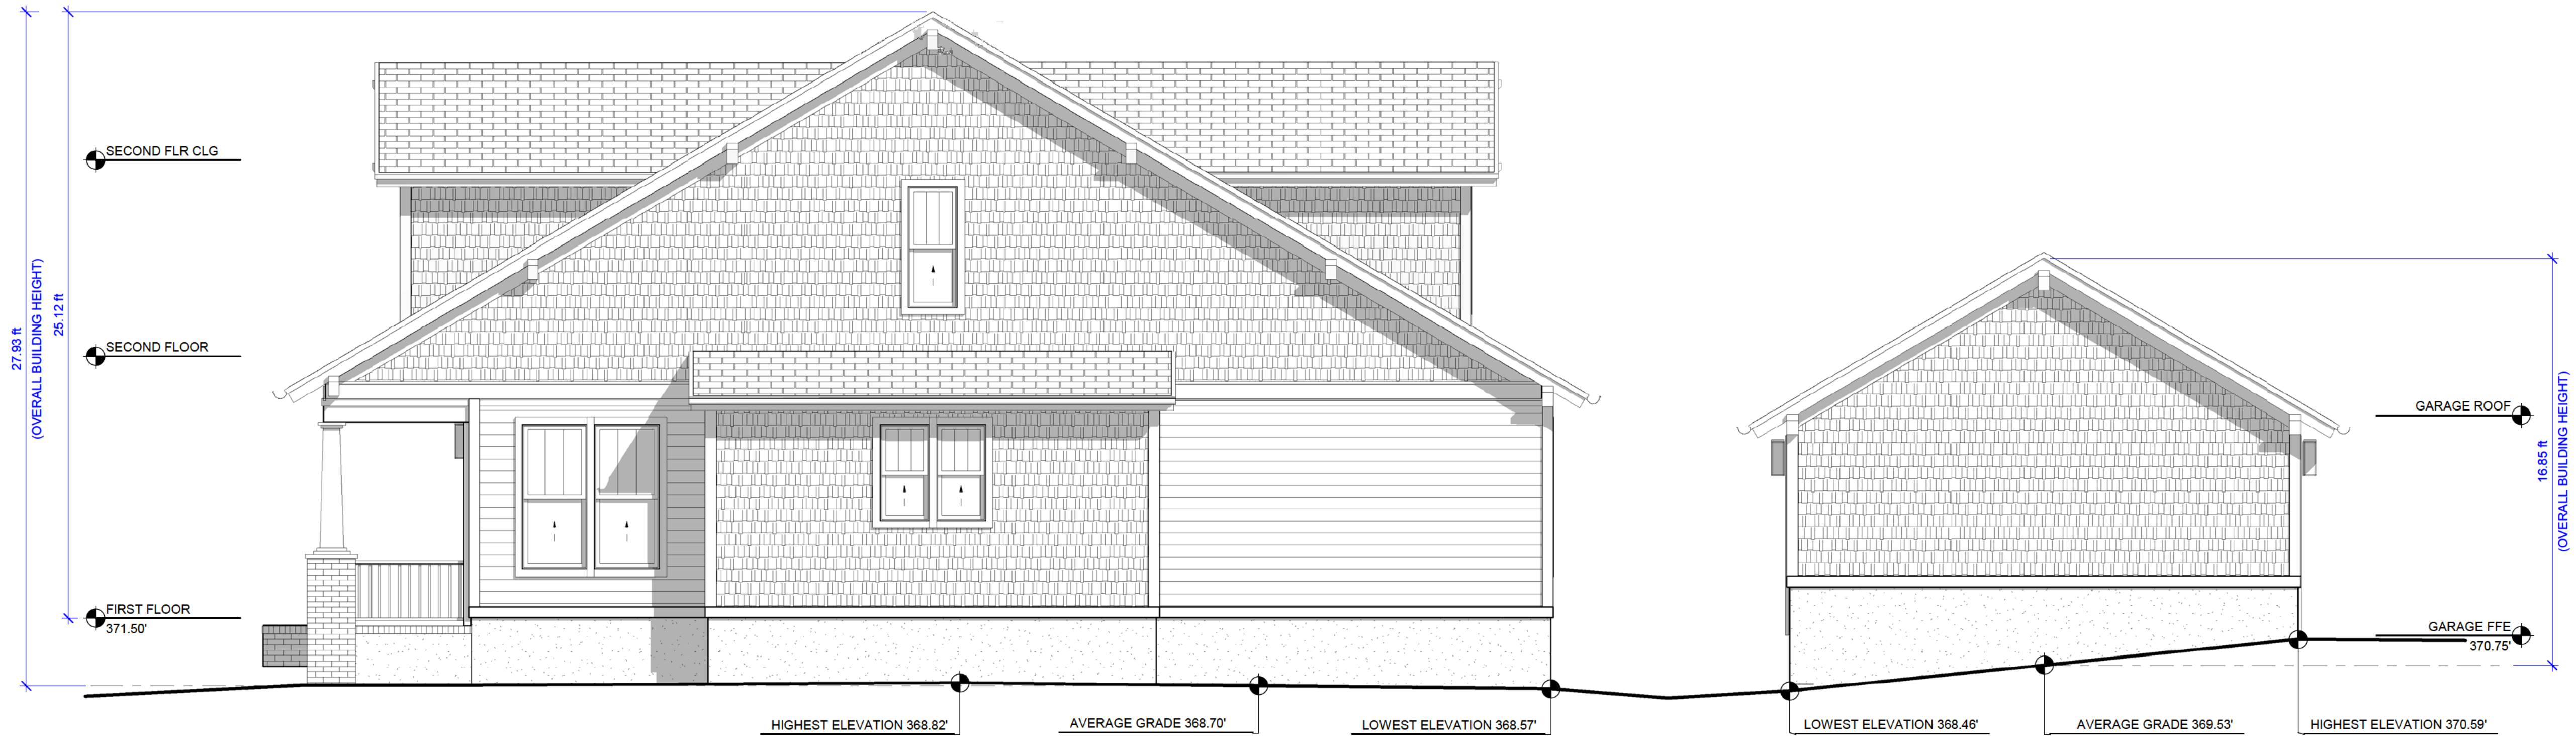 SECOND FLR CLG
SECOND FLOOR
FIRST FLOOR
371.50'
27.93 ft
(OVERALL BUILDING HEIGHT)
25.12 ft
HIGHEST ELEVATION 368.82'
AVERAGE GRADE 368.70'
LOWEST ELEVATION 368.57'
LOWEST ELEVATION 368.46'
AVERAGE GRADE 369.53'
HIGHEST ELEVATION 370.59'
GARAGE ROOF
GARAGE FFE
370.75'
16.85 ft
(OVERALL BUILDING HEIGHT)